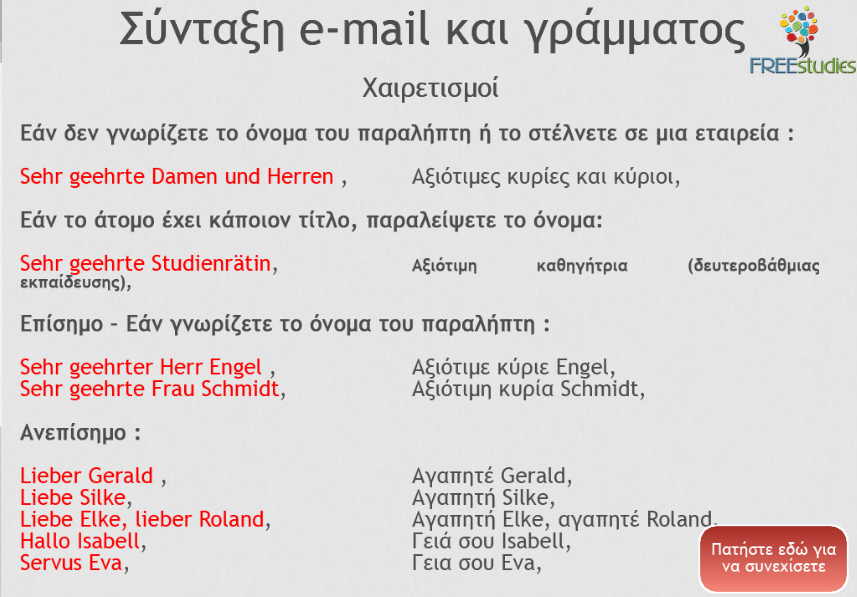 Σύνταξη e-mail και γράμματος
FREEstudies
Χαιρετισμοί
Εάν δεν γνωρίζετε το όνομα του παραλήπτη ή το στέλνετε σε μια εταιρεία :
Sehr geehrte Damen und Herren , Αξιότιμες κυρίες και κύριοι,
Εάν το άτομο έχει κάποιον τίτλο, παραλείψετε το όνομα:
Sehr geehrte Studienrätin, Αξιότιμη καθηγήτρια (δευτεροβάθμιας
εκπαίδευσης),
Επίσημο – Εάν γνωρίζετε το όνομα του παραλήπτη :
Sehr geehrter Herr Engel , Αξιότιμε κύριε Engel,
Sehr geehrte Frau Schmidt, Αξιότιμη κυρία Schmidt,
Ανεπίσημο :
Lieber Gerald , Αγαπητέ Gerald,
Liebe Silke, Αγαπητή Silke,
Liebe Elke, lieber Roland, Αγαπητή Elke, αγαπητέ Roland,
Hallo Isabell, Γειά σου Isabell,
Servus Eva, Γεια σου Eva,
Πατήστε εδώ για
να συνεχίσετε